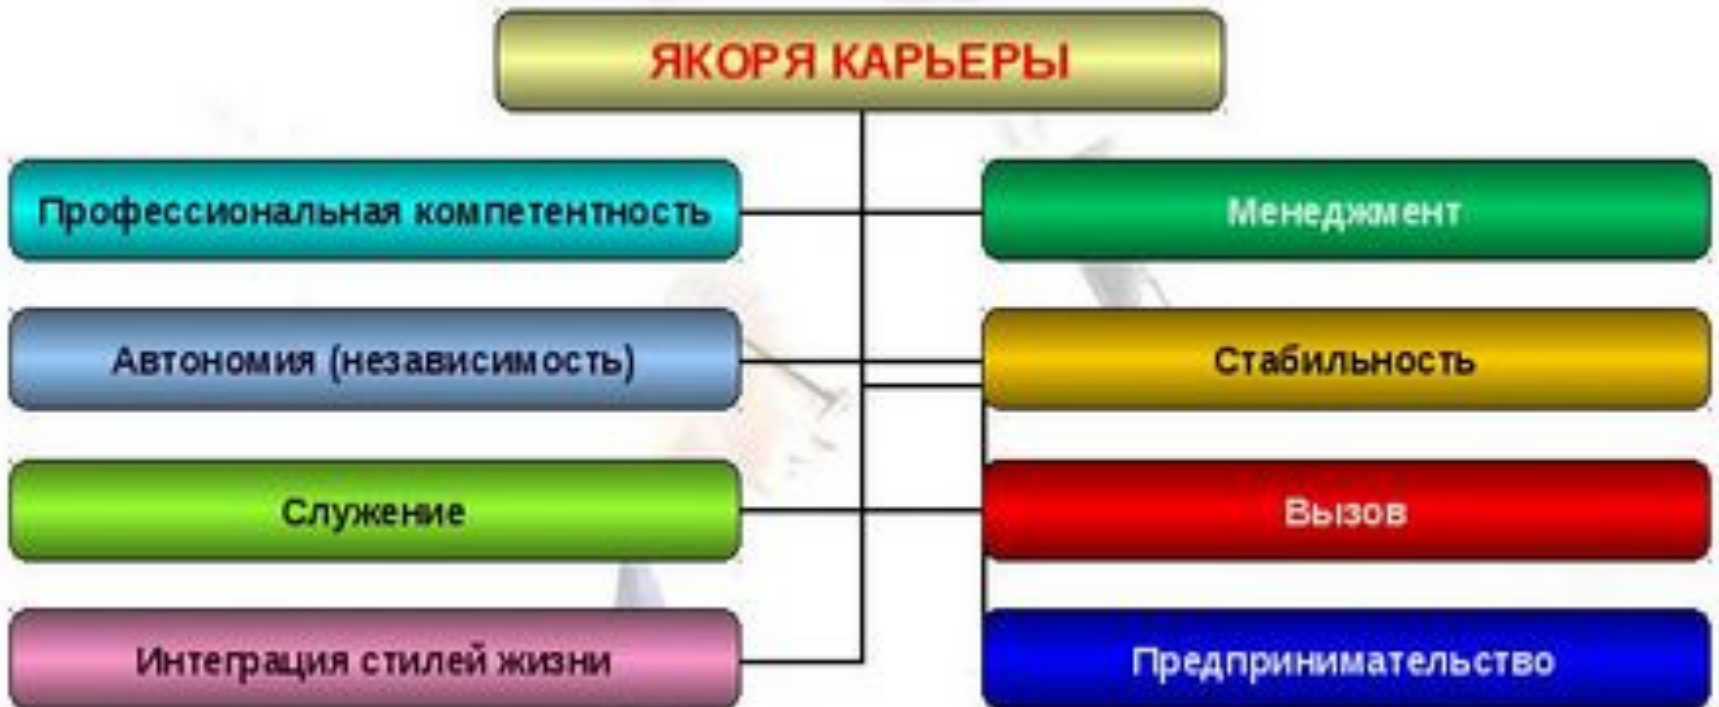 ЯКОРЯ КАРЬЕРЫ
Профессиональная компетентность
Менеджмент
Автономия (независимость)
Стабильность
Служение
Вызов
Интеграция стилей жизни
Предпринимательство